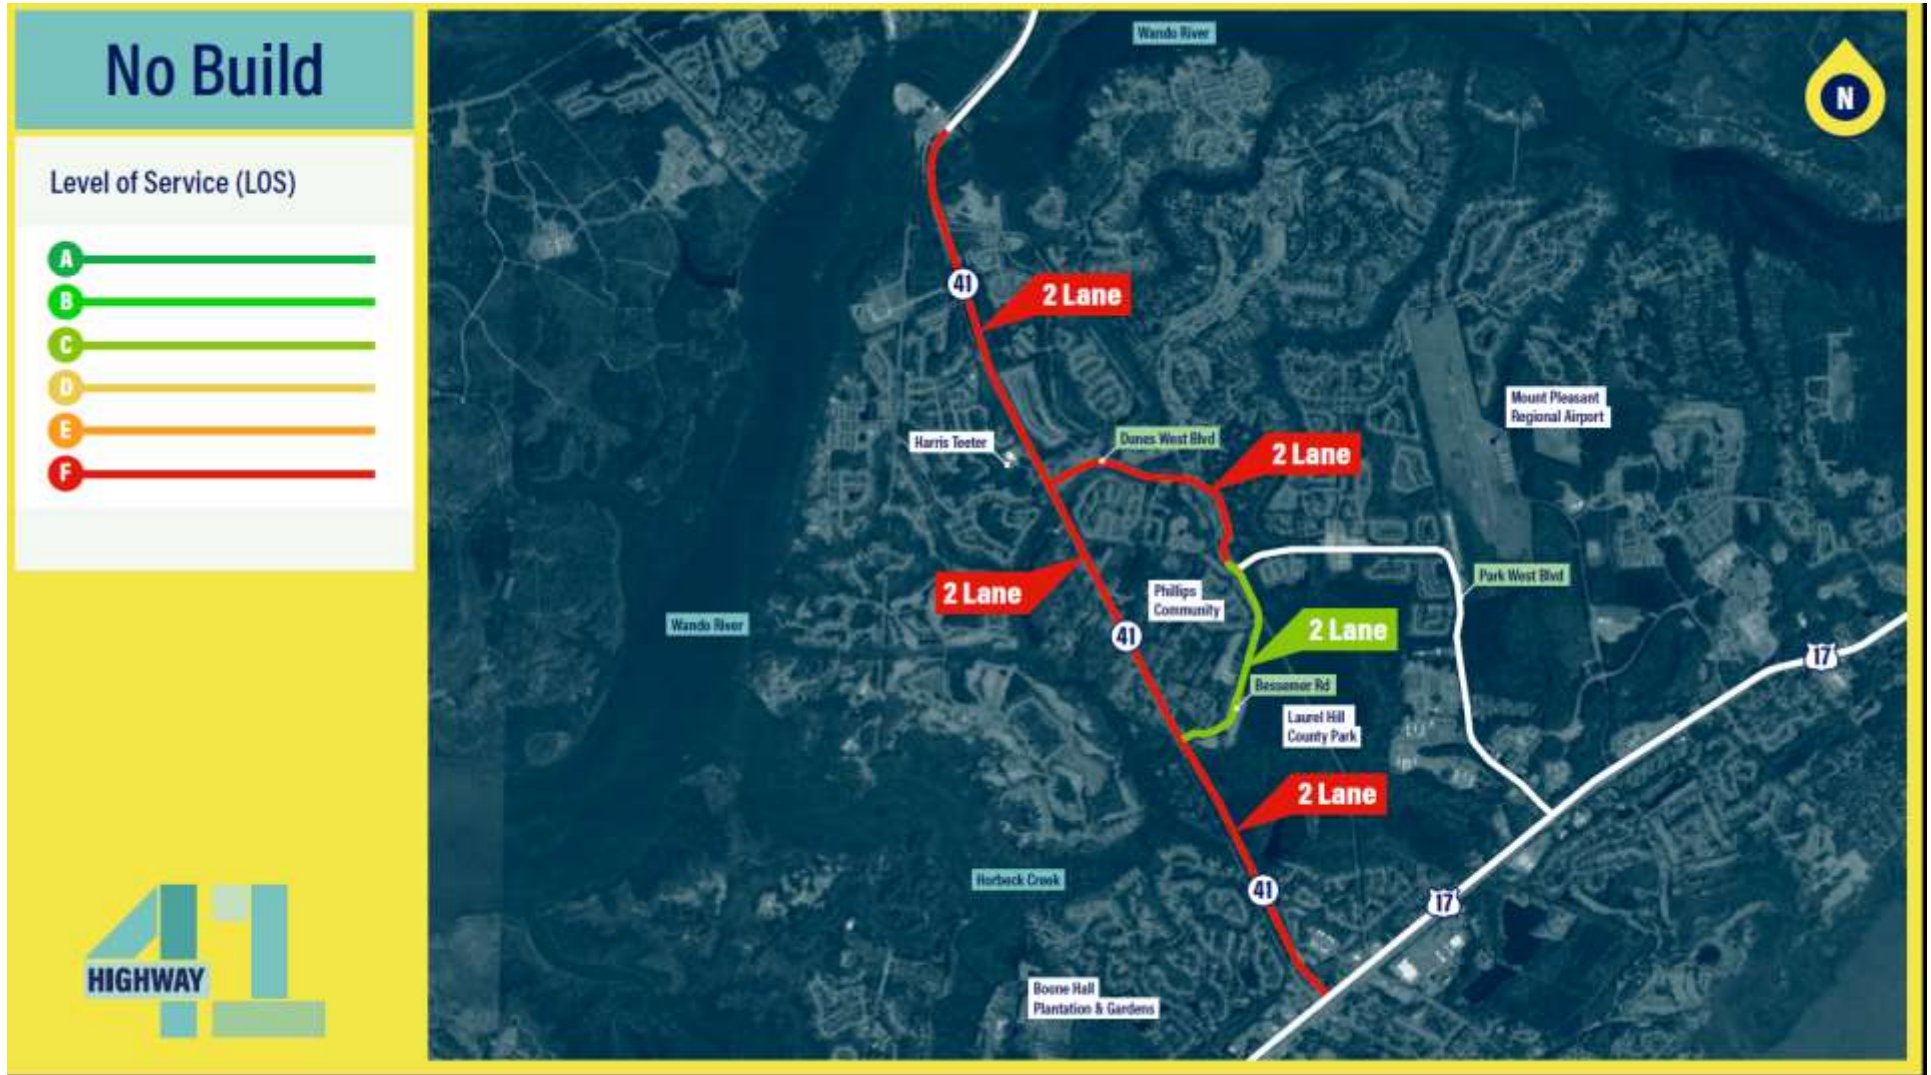 No Build
Level of Service (LOS)
A
B
C
D
E
F
41
HIGHWAY
Wando River
N
41
2 Lane
Mount Pleasant
Regional Airport
Harris Teeter
Dunes West Blvd
2 Lane
2 Lane
Phillips
Community
Park West Blvd
Wando River
41
2 Lane
17
Bessemer Rd
Laurel Hill
County Park
2 Lane
Horbeck Creek
41
17
Boone Hall
Plantation & Gardens